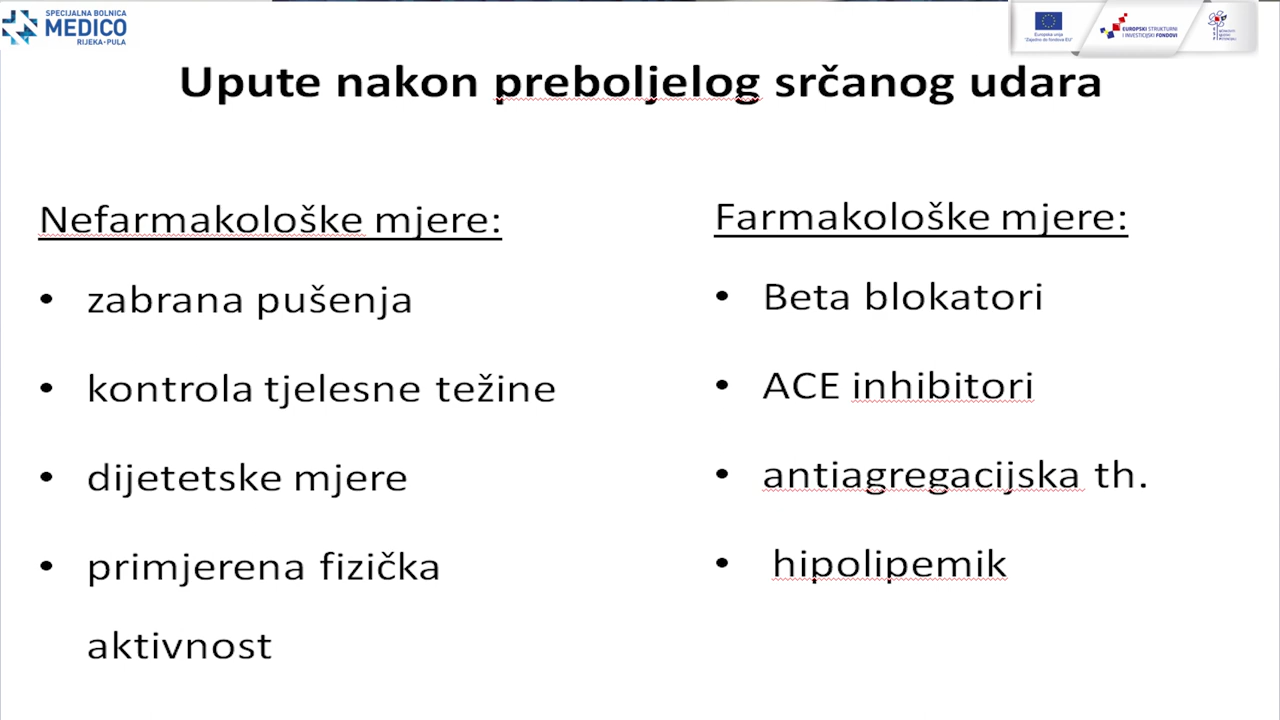 SPECIJALNA BOLNICA
MEDICO
RIJEKA·PULA
EUROPSKI STRUKTURNI
I INVESTICIJSKI FONDOVI
Upute nakon preboljelog srčanog udara
Nefarmakološke mjere:
• zabrana pušenja
• kontrola tjelesne težine
• dijetetske mjere
• primjerena fizička
aktivnost
Farmakološke mjere:
• Beta blokatori
• ACE inhibitori
• antiagregacijska th.
• hipolipemik